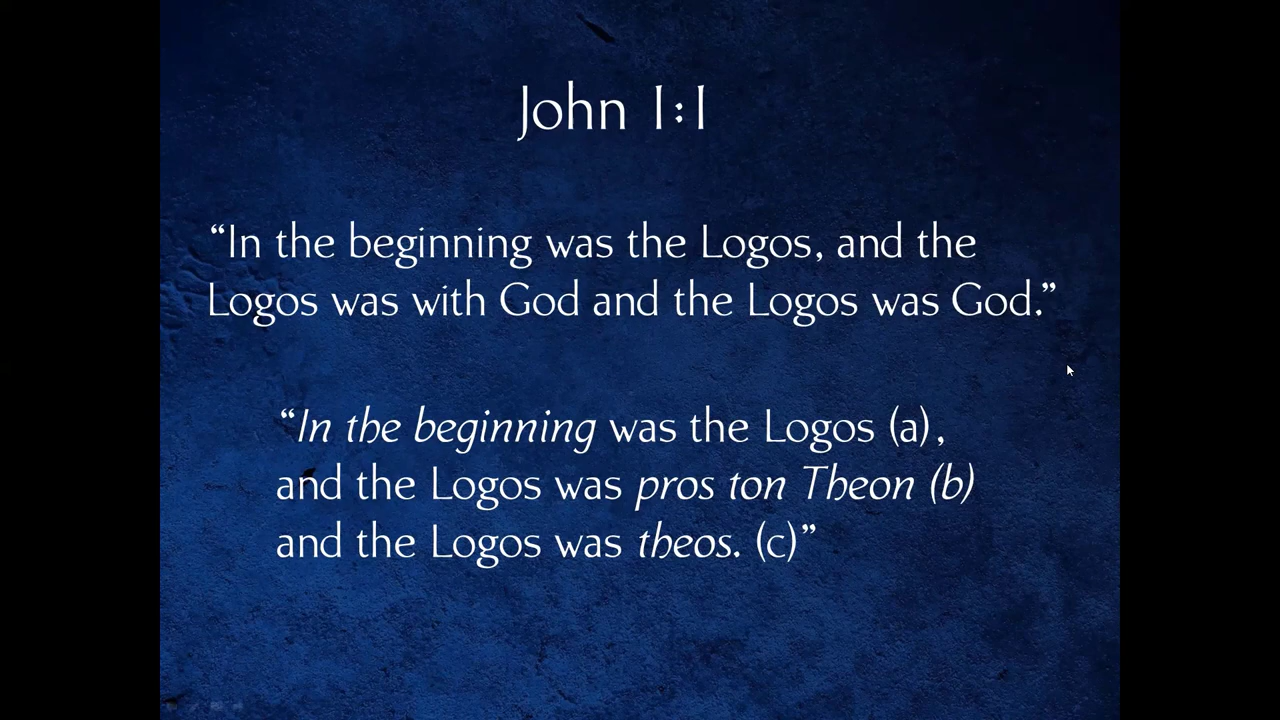 John 1:1
“In the beginning was the Logos, and the
Logos was with God and the Logos was God.”
“In the beginning was the Logos (a),
and the Logos was pros ton Theon (b)
and the Logos was theos. (c)”